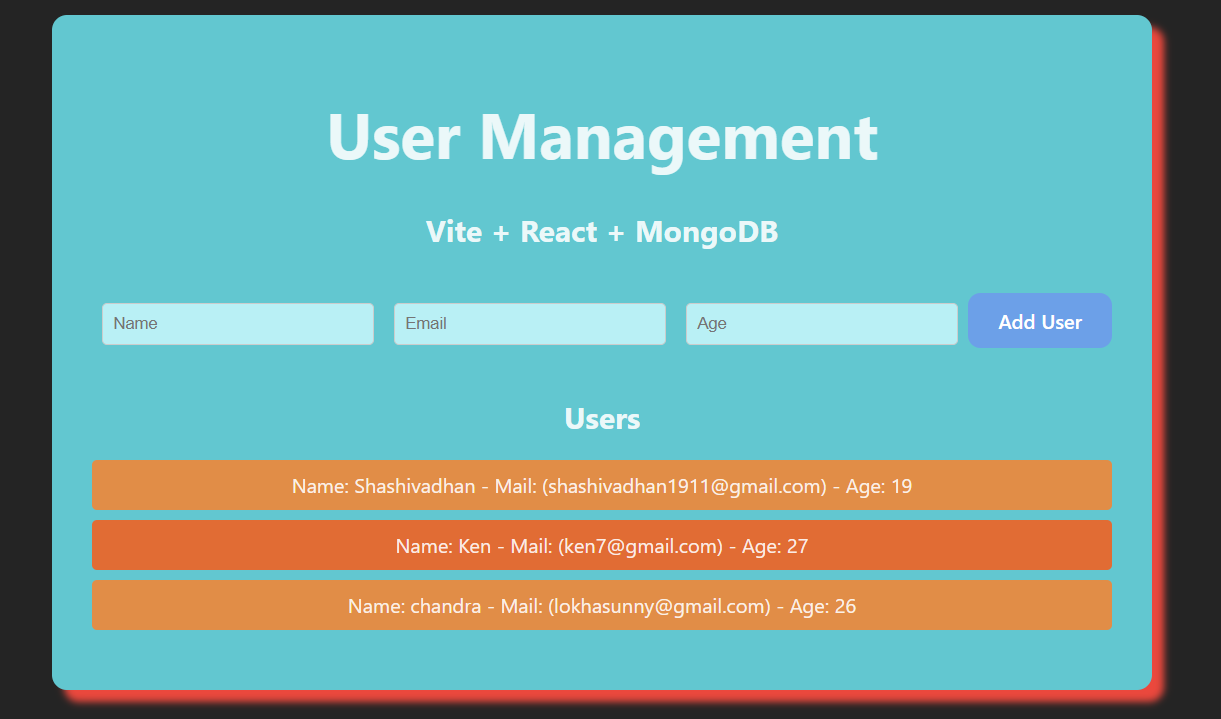 User Management
Vite + React + MongoDB
Name Email Age Add User
Users
Name: Shashivadhan - Mail: (shashivadhan1911@gmail.com) - Age: 19
Name: Ken - Mail: (ken7@gmail.com) - Age: 27
Name: chandra - Mail: (lokhasunny@gmail.com) - Age: 26